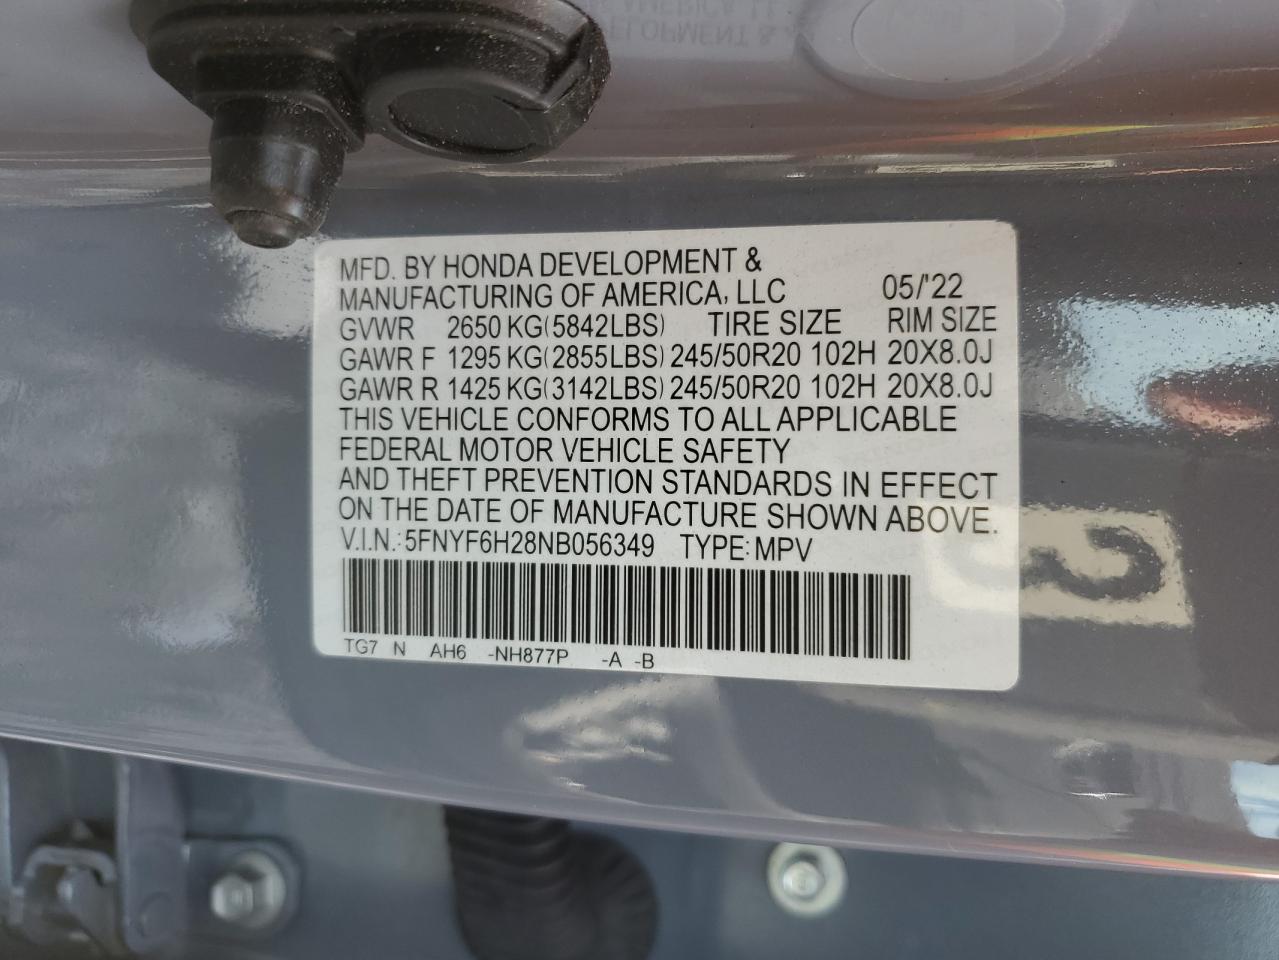 MFD. BY HONDA DEVELOPMENT &
MANUFACTURING OF AMERICA, LLC 05/'22
GVWR 2650 KG(5842LBS) TIRE SIZE RIM SIZE
GAWR F 1295 KG(2855LBS) 245/50R20 102H 20X8.0J
GAWR R 1425 KG(3142LBS) 245/50R20 102H 20X8.0J
THIS VEHICLE CONFORMS TO ALL APPLICABLE
FEDERAL MOTOR VEHICLE SAFETY
AND THEFT PREVENTION STANDARDS IN EFFECT
ON THE DATE OF MANUFACTURE SHOWN ABOVE.
V.I.N.: 5FNYF6H28NB056349 TYPE: MPV
TG7 N AH6 -NH877P -A -B